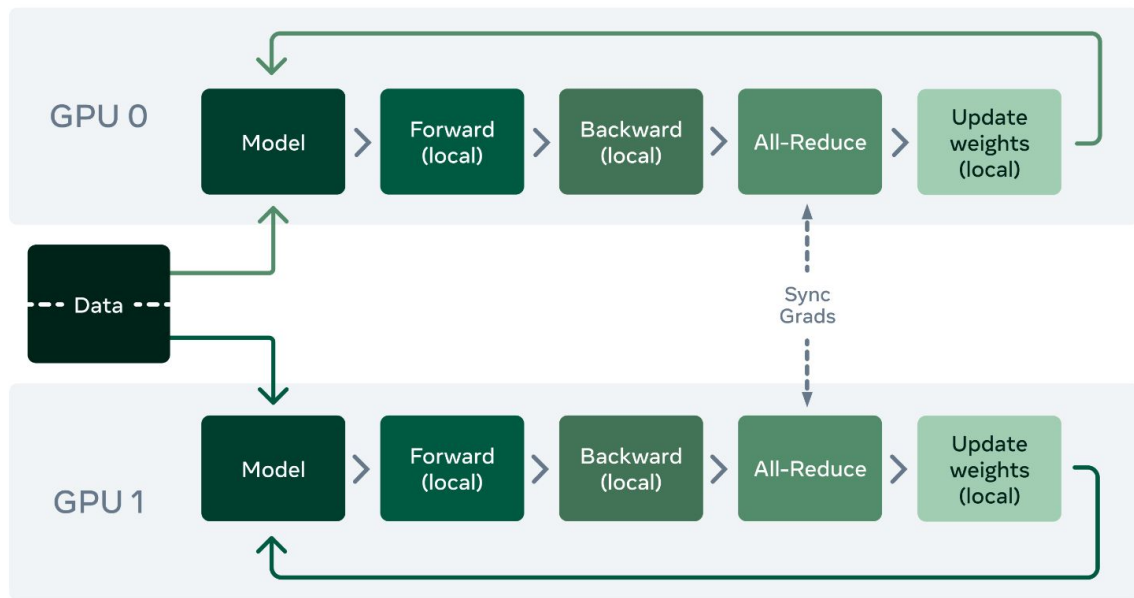 GPU 0
Model
Forward
(local)
Backward
(local)
All-Reduce
Update
weights
(local)
Data
Sync
Grads
GPU 1
Model
Forward
(local)
Backward
(local)
All-Reduce
Update
weights
(local)